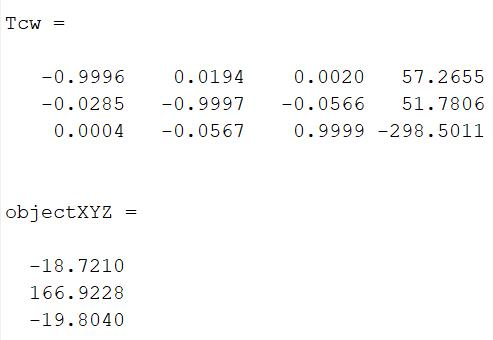 Tcw =
-0.9996 0.0194 0.0020 57.2655
-0.0285 -0.9997 -0.0566 51.7806
0.0004 -0.0567 0.9999 -298.5011
objectXYZ =
-18.7210
166.9228
-19.8040